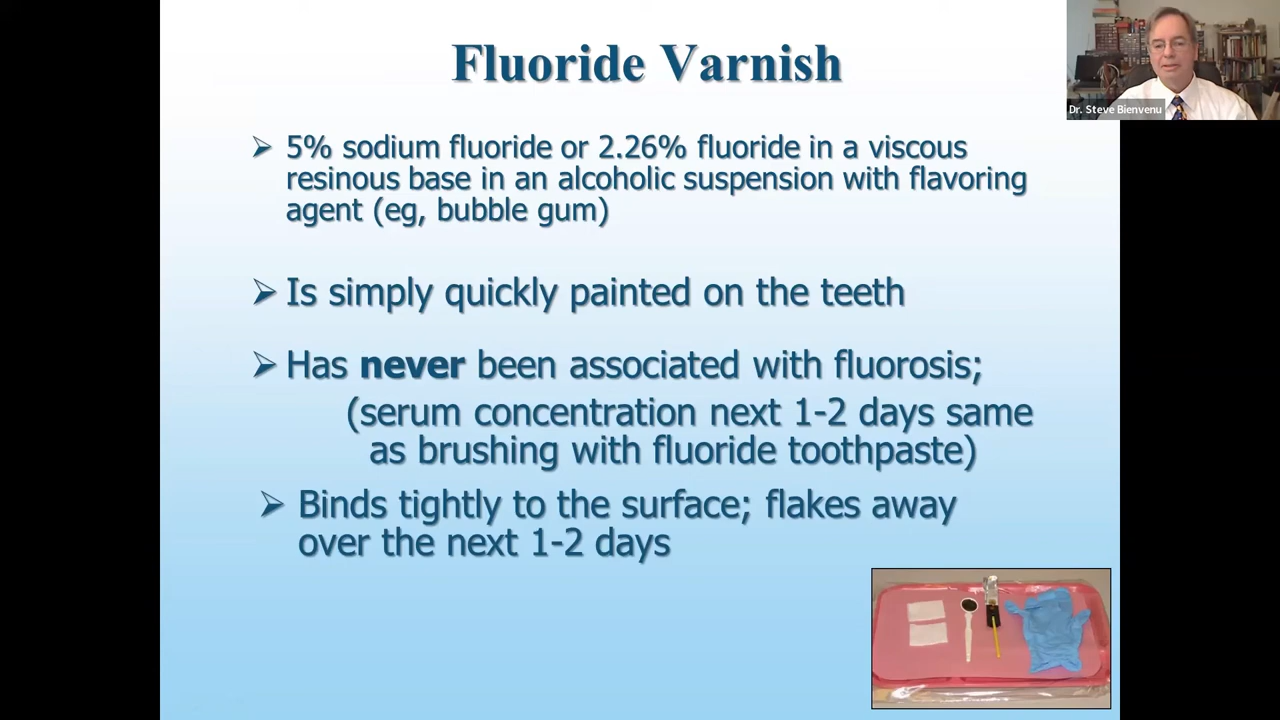 Fluoride Varnish
Dr. Steve Bienvenu
➢ 5% sodium fluoride or 2.26% fluoride in a viscous
resinous base in an alcoholic suspension with flavoring
agent (eg, bubble gum)
➢ Is simply quickly painted on the teeth
➢ Has never been associated with fluorosis;
(serum concentration next 1-2 days same
as brushing with fluoride toothpaste)
➢ Binds tightly to the surface; flakes away
over the next 1-2 days